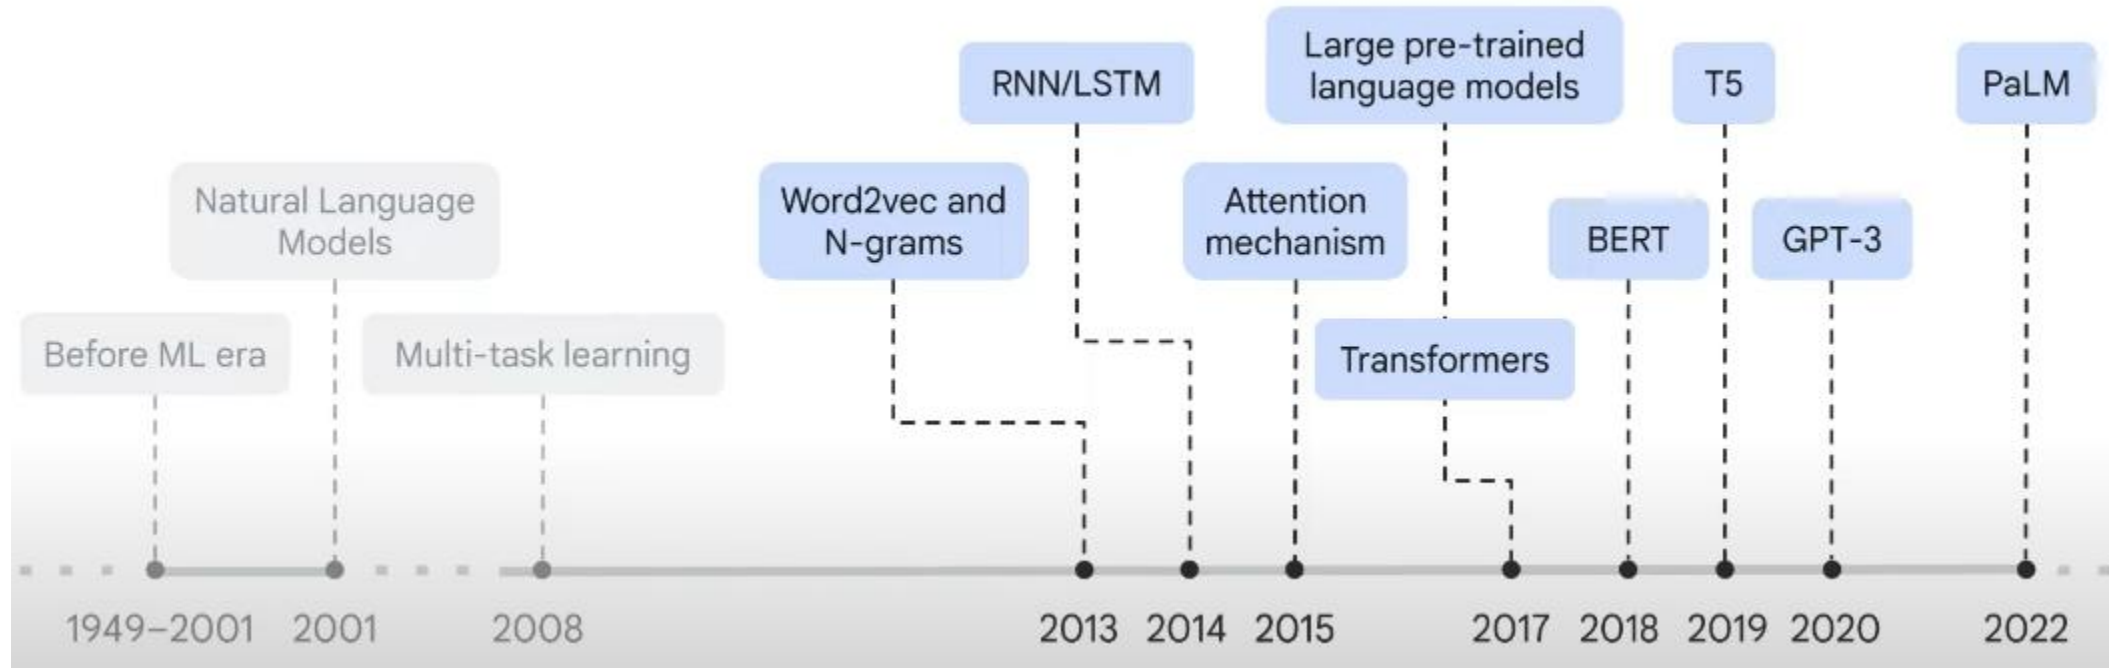 Large pre-trained
language models
RNN/LSTM
T5
PaLM
Natural Language
Models
Word2vec and
N-grams
Attention
mechanism
BERT
GPT-3
Before ML era
Multi-task learning
Transformers
1949–2001
2001
2008
2013
2014
2015
2017
2018
2019
2020
2022